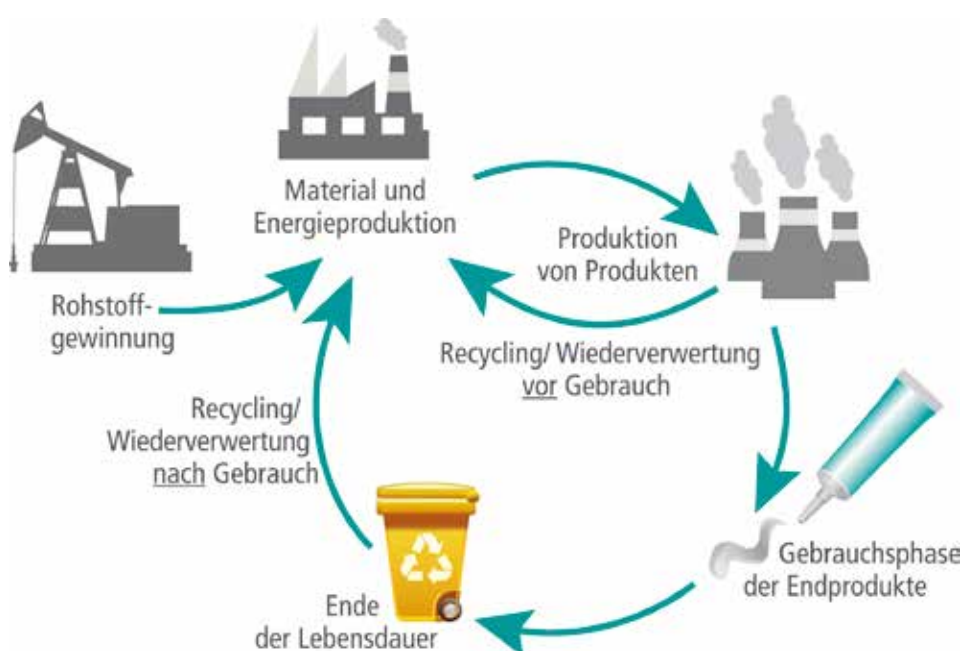 Material und
Energieproduktion
Produktion
von Produkten
Rohstoff-
gewinnung
Recycling/ Wiederverwertung
vor Gebrauch
Recycling/
Wiederverwertung
nach Gebrauch
Gebrauchsphase
der Endprodukte
Ende
der Lebensdauer